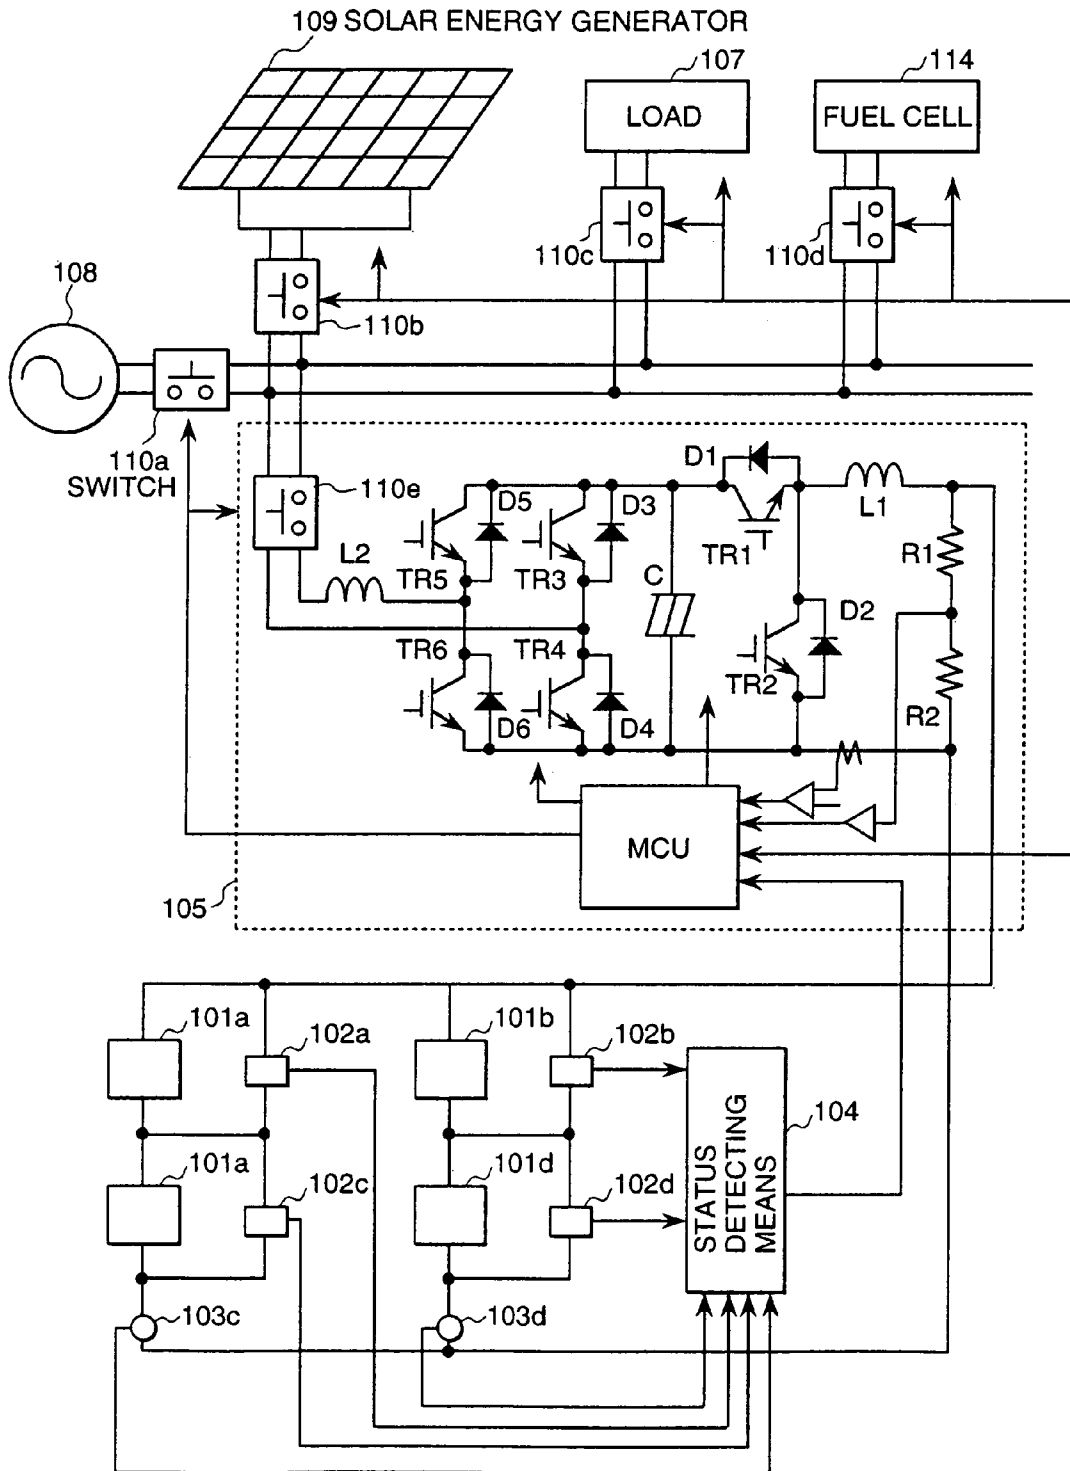 109 SOLAR ENERGY GENERATOR
107
114
LOAD
FUEL CELL
110c
110d
108
110b
110a
SWITCH
110e
D1
L1
D5
D3
TR1
R1
L2
TR5
TR3
C
D2
TR6
TR4
TR2
R2
D6
D4
MCU
105
101a
102a
101b
102b
104
101a
102c
101d
102d
STATUS
DETECTING
MEANS
103c
103d